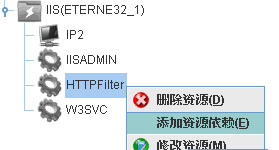 IIS(ETERNE32_1)
IP2
IISADMIN
HTTPFilter
W3SVC
删除资源(D)
添加资源依赖(E)
修改资源(M)